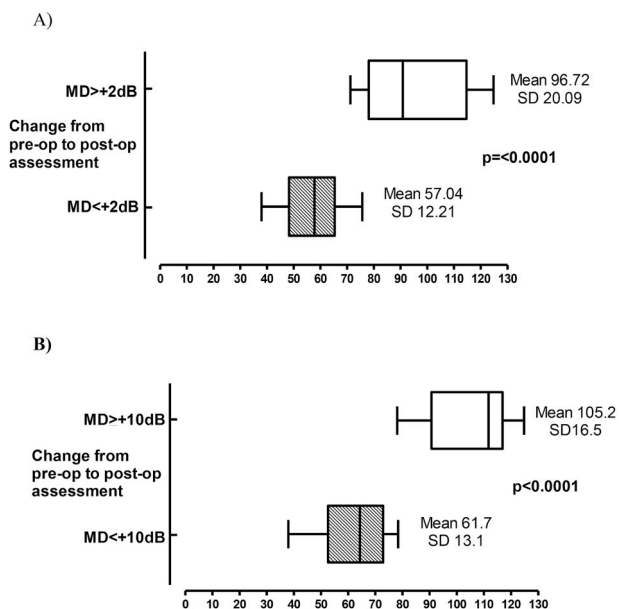 A)
MD>+2dB
Mean 96.72
SD 20.09
Change from
pre-op to post-op
assessment
p=<0.0001
MD<+2dB
Mean 57.04
SD 12.21
0 10 20 30 40 50 60 70 80 90 100 110 120 130
B)
MD>+10dB
Mean 105.2
SD16.5
Change from
pre-op to post-op
assessment
p<0.0001
MD<+10dB
Mean 61.7
SD 13.1
0 10 20 30 40 50 60 70 80 90 100 110 120 130